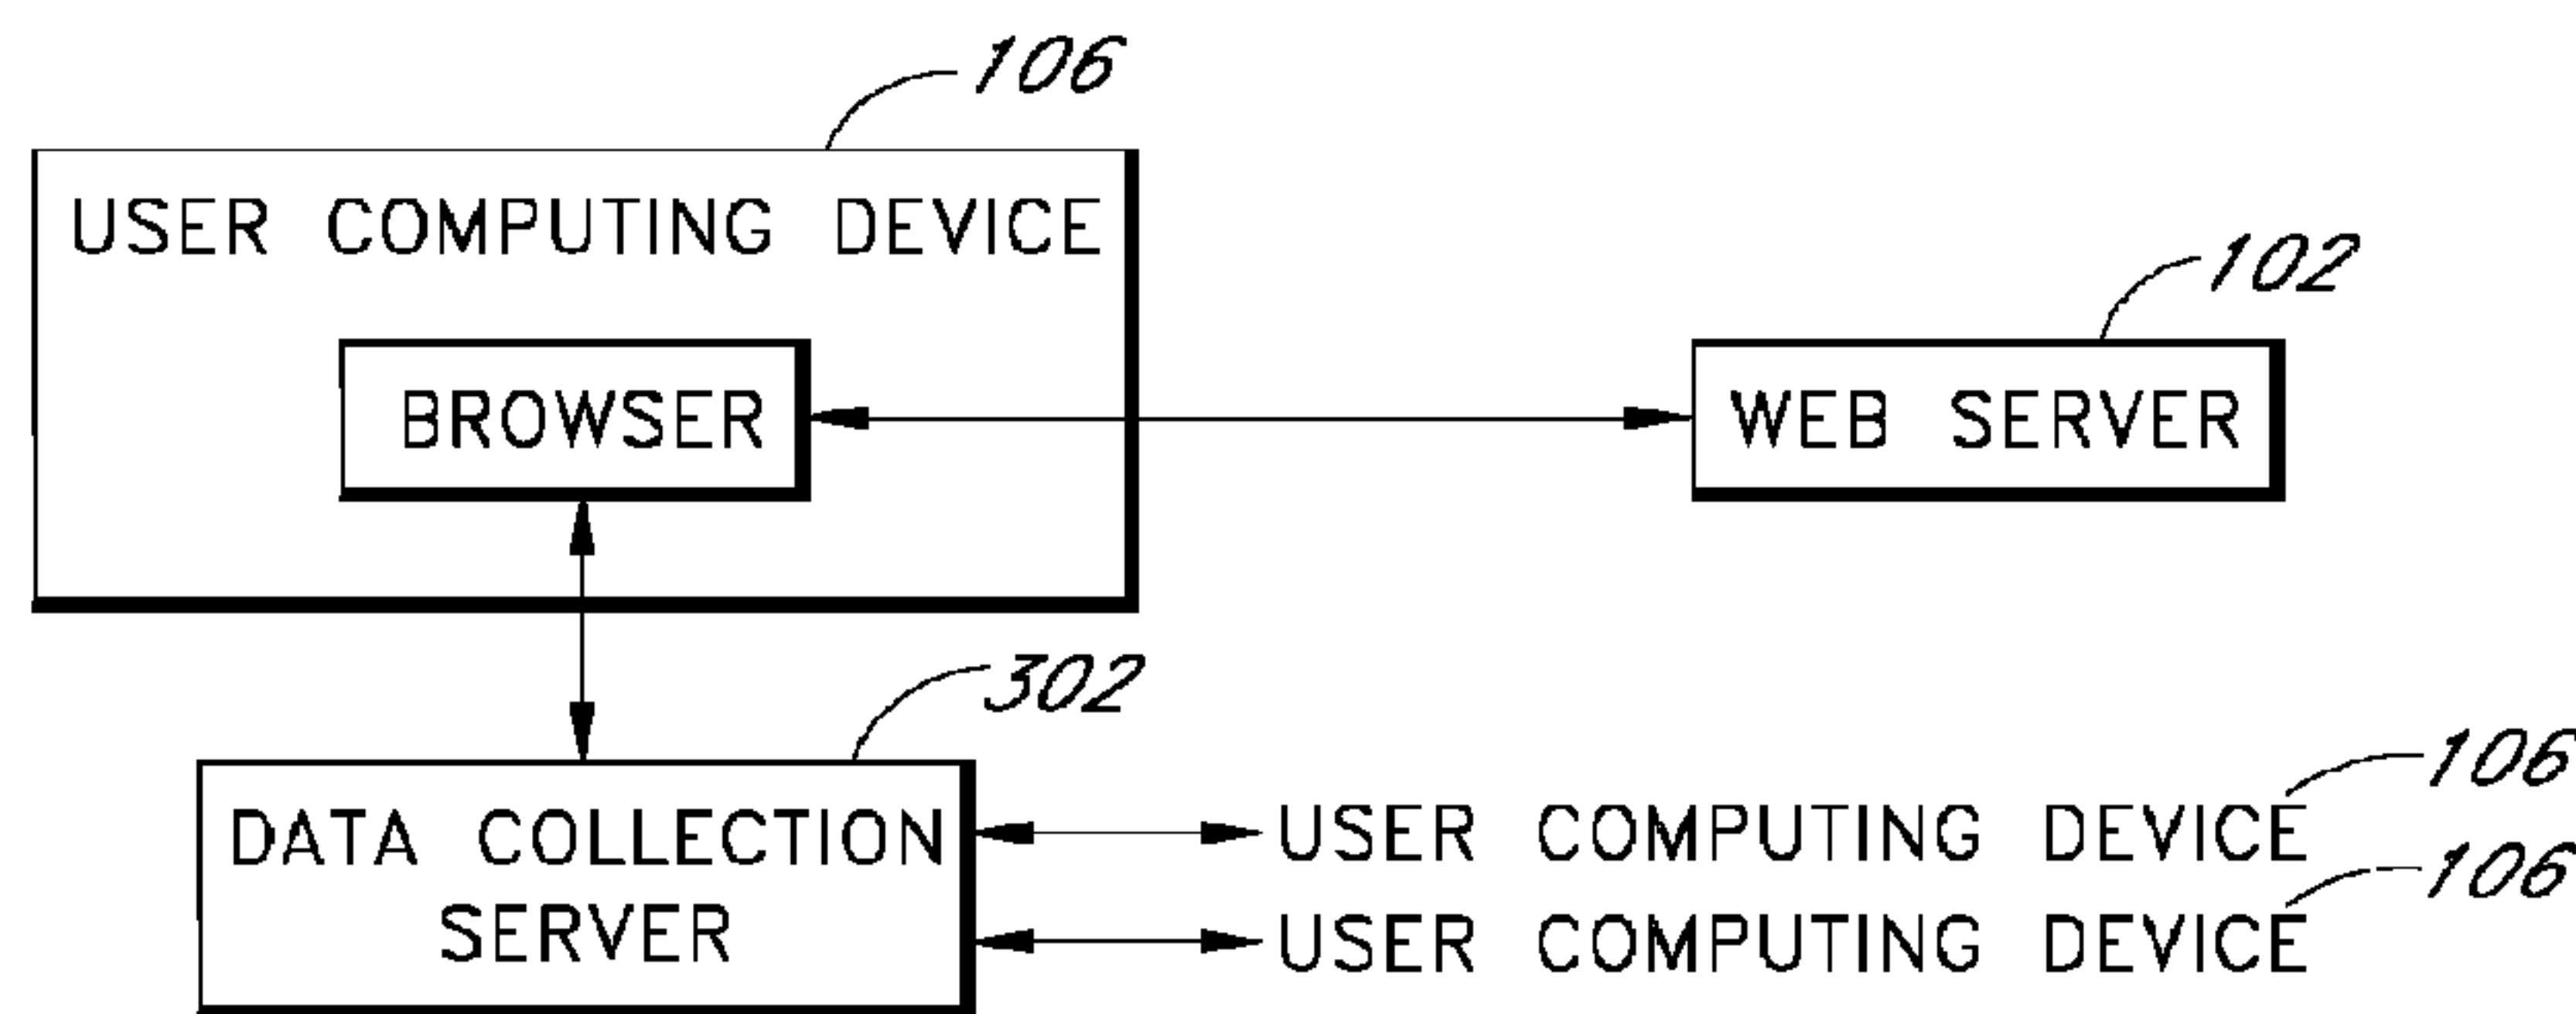 106
USER COMPUTING DEVICE
102
BROWSER
WEB SERVER
302
106
DATA COLLECTION
USER COMPUTING DEVICE
106
SERVER
USER COMPUTING DEVICE